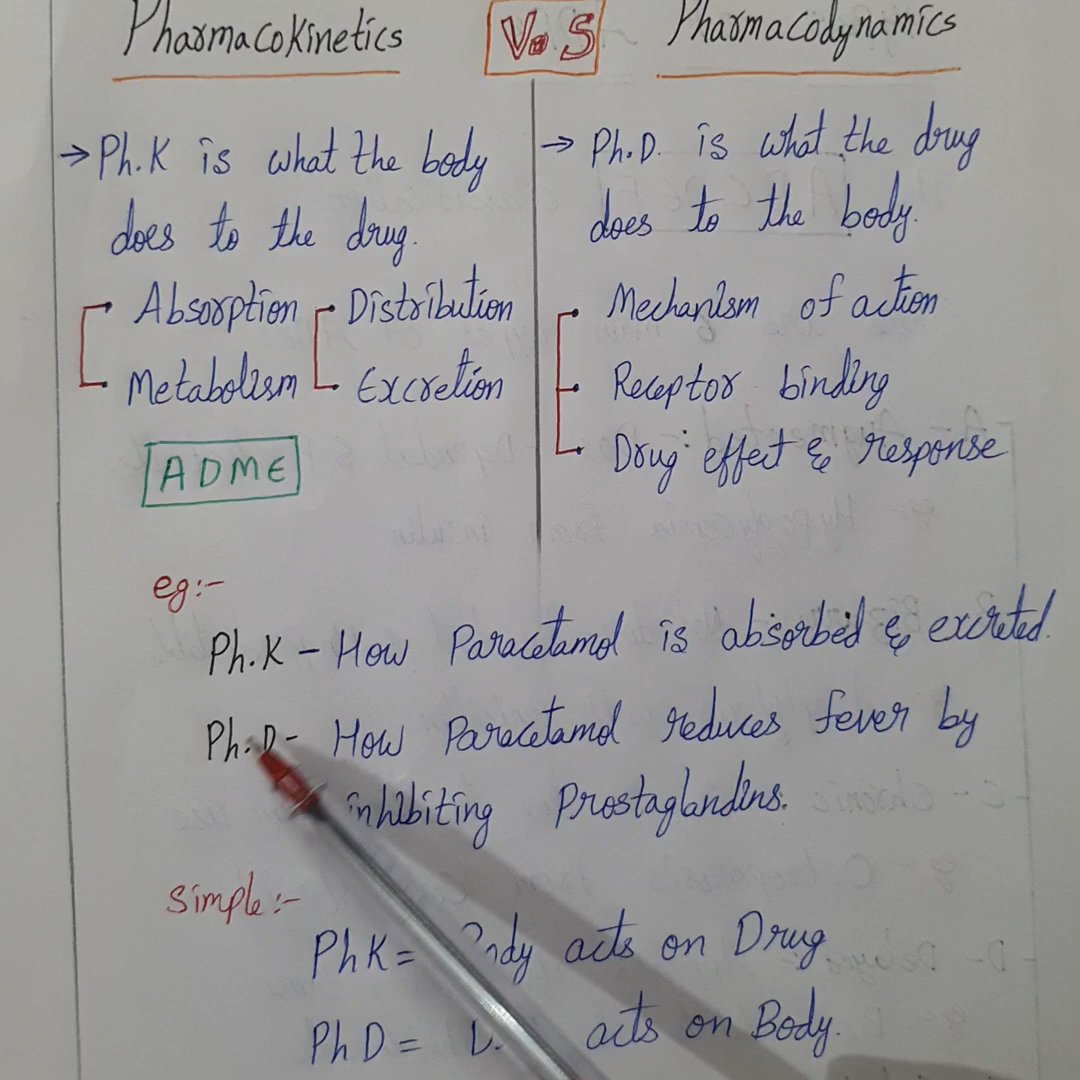 Pharmacokinetics
V.S
Pharmacodynamics
→ Ph.K is what the body
does to the drug.
Absorption
Distribution
Metabolism
Excretion
ADME
→ Ph.D. is what the drug
does to the body.
Mechanism of action
Receptor binding
Drug effect & response
eg:-
Ph.K - How Paracetamol is absorbed & excreted.
Ph.D - How Paracetamol reduces fever by
inhibiting Prostaglandins.
Simple:-
PhK = Body acts on Drug
PhD = acts on Body.